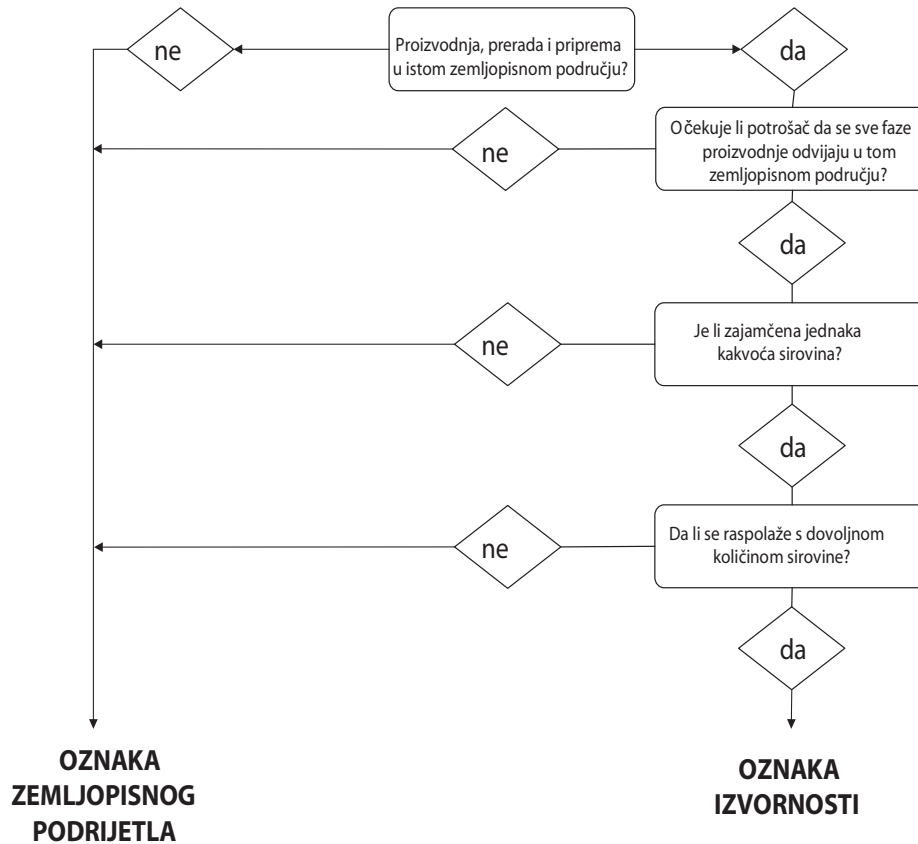 ne
Proizvodnja, prerada i priprema
u istom zemljopisnom području?
da
ne
Očekuje li potrošač da se sve faze
proizvodnje odvijaju u tom
zemljopisnom području?
da
ne
Je li zajamčena jednaka
kakvoća sirovina?
da
ne
Da li se raspolaže s dovoljnom
količinom sirovine?
da
OZNAKA
ZEMLJOPISNOG
PODRIJETLA
OZNAKA
IZVORNOSTI